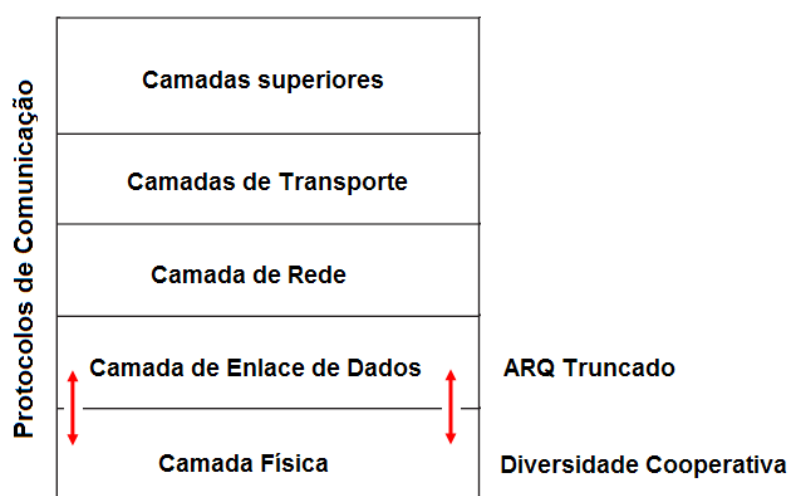 Protocolos de Comunicação
Camadas superiores
Camadas de Transporte
Camada de Rede
Camada de Enlace de Dados
ARQ Truncado
Camada Física
Diversidade Cooperativa